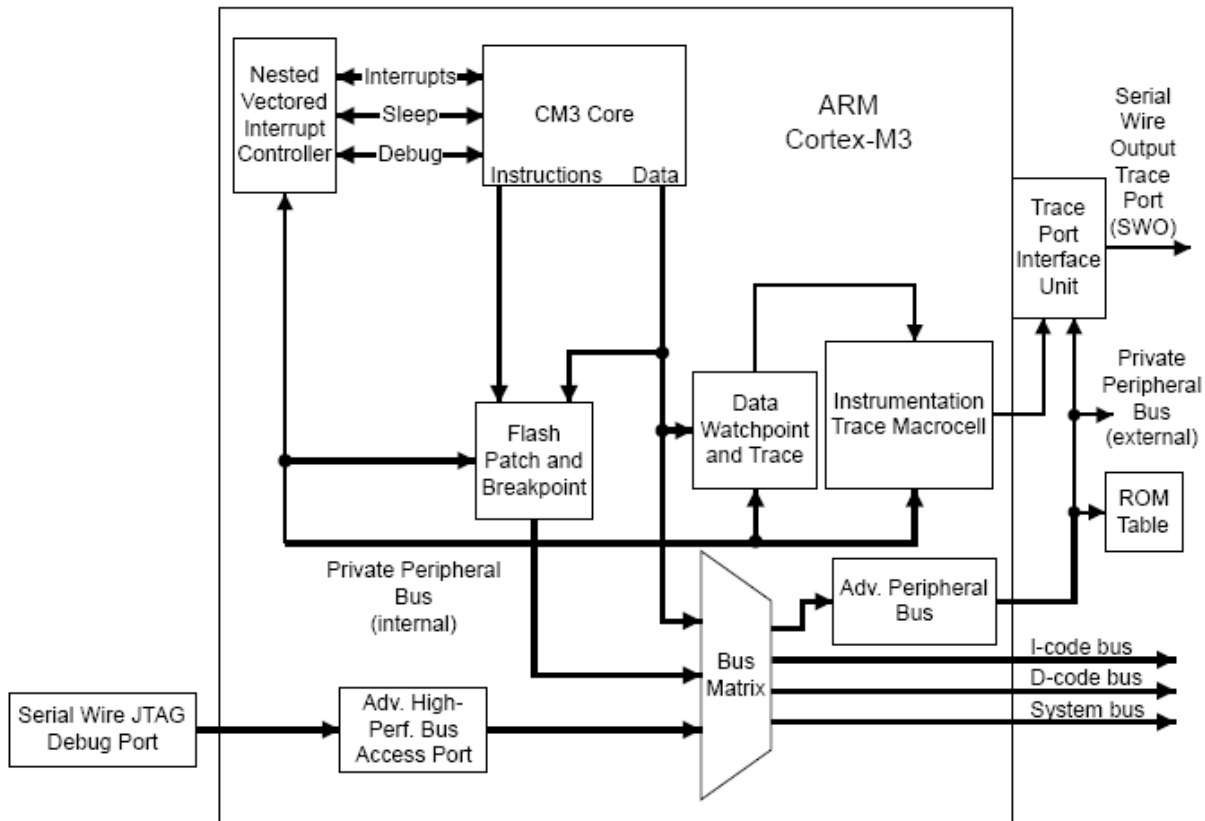 Nested
Vectored
Interrupt
Controller
Interrupts
Sleep
Debug
CM3 Core
Instructions
Data
ARM
Cortex-M3
Serial
Wire
Output
Trace
Port
(SWO)
Trace
Port
Interface
Unit
Flash
Patch and
Breakpoint
Data
Watchpoint
and Trace
Instrumentation
Trace Macrocell
Private
Peripheral
Bus
(external)
ROM
Table
Private Peripheral
Bus
(internal)
Adv. Peripheral
Bus
Bus
Matrix
I-code bus
D-code bus
System bus
Serial Wire JTAG
Debug Port
Adv. High-
Perf. Bus
Access Port